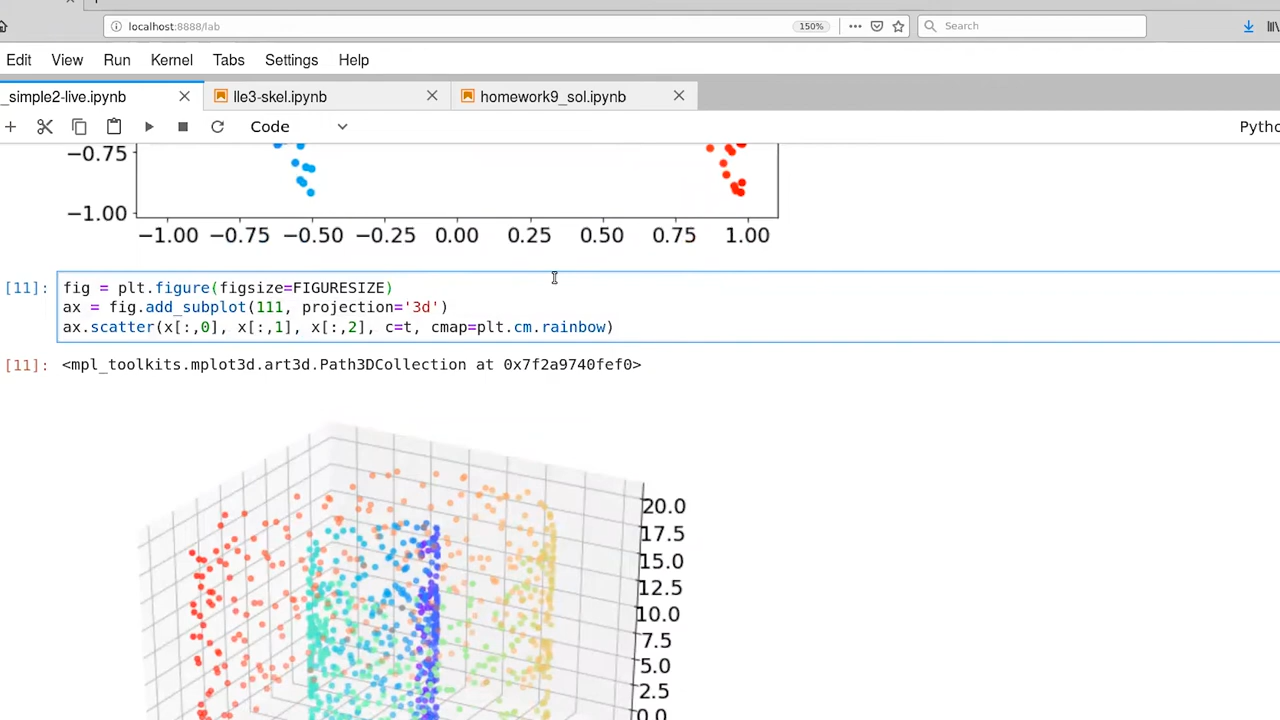 localhost:8888/lab
150%
Search
Edit View Run Kernel Tabs Settings Help
_simple2-live.ipynb
lle3-skel.ipynb
homework9_sol.ipynb
Code
Pytho
−0.75
−1.00
−1.00 −0.75 −0.50 −0.25 0.00 0.25 0.50 0.75 1.00
[11]: fig = plt.figure(figsize=FIGURESIZE)
ax = fig.add_subplot(111, projection='3d')
ax.scatter(x[:,0], x[:,1], x[:,2], c=t, cmap=plt.cm.rainbow)
[11]: <mpl_toolkits.mplot3d.art3d.Path3DCollection at 0x7f2a9740fef0>
20.0
17.5
15.0
12.5
10.0
7.5
5.0
2.5
0.0